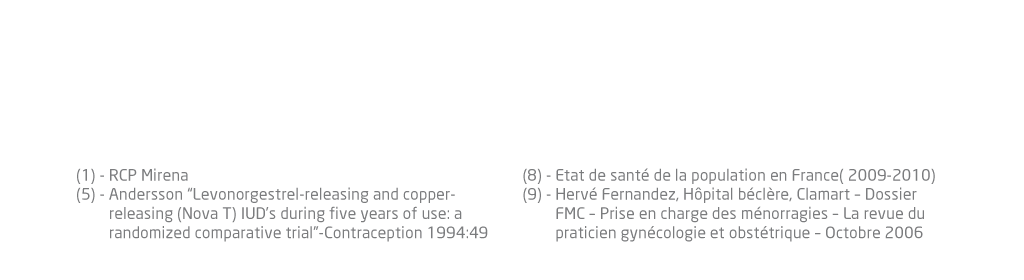 (1) - RCP Mirena
(5) - Andersson "Levonorgestrel-releasing and copper-
releasing (Nova T) IUD's during five years of use: a
randomized comparative trial"-Contraception 1994:49
(8) - Etat de santé de la population en France( 2009-2010)
(9) - Hervé Fernandez, Hôpital béclère, Clamart – Dossier
FMC – Prise en charge des ménorragies – La revue du
praticien gynécologie et obstétrique – Octobre 2006